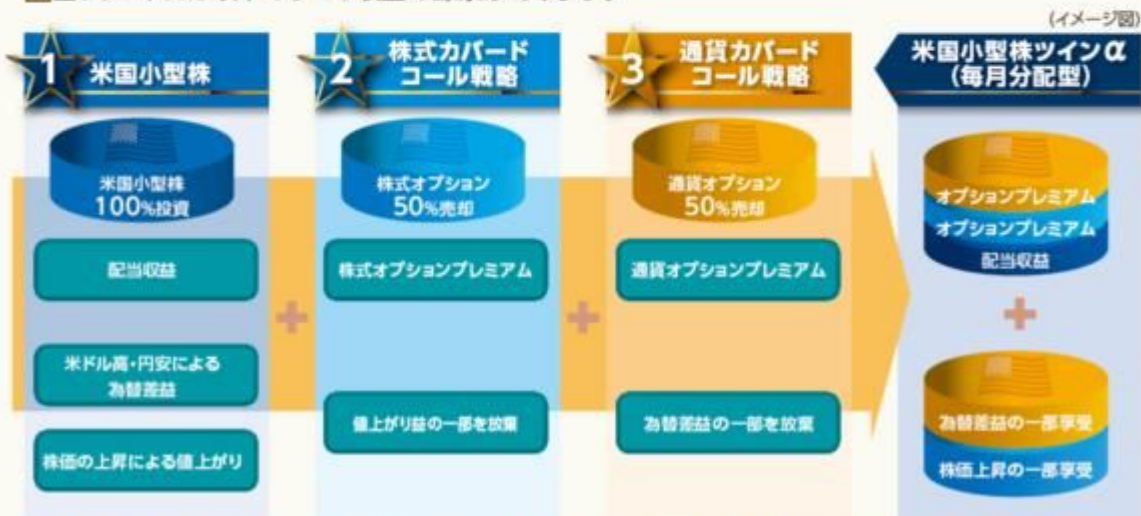 (イメージ図)
1 米国小型株
2 株式カバード
コール戦略
3 通貨カバード
コール戦略
米国小型株ツインα
(毎月分配型)
米国小型株
100%投資
株式オプション
50%売却
通貨オプション
50%売却
オプションプレミアム
オプションプレミアム
配当収益
配当収益
株式オプションプレミアム
通貨オプションプレミアム
+
+
+
米ドル高・円安による
為替差益
値上がり益の一部を放棄
為替差益の一部を放棄
為替差益の一部享受
株価上昇の一部享受
株価の上昇による値上がり